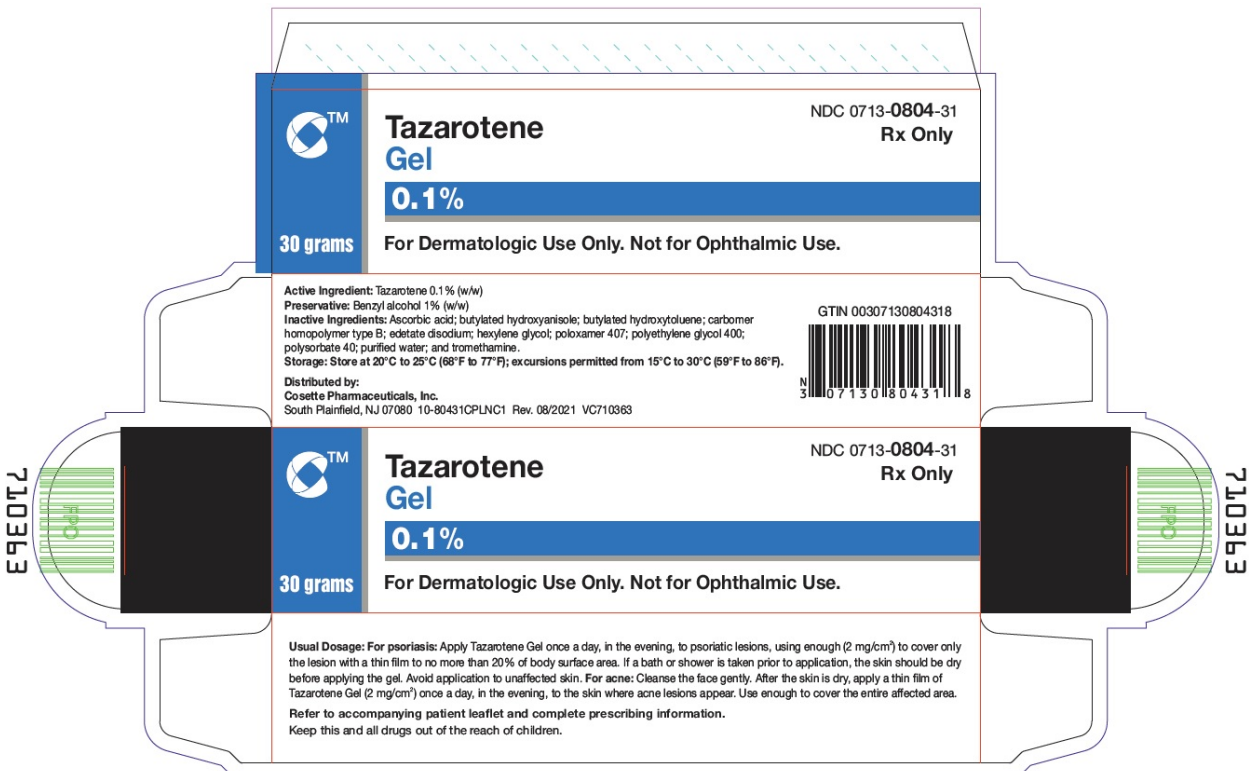 TM
Tazarotene
Gel
NDC 0713-0804-31
Rx Only
0.1%
30 grams
For Dermatologic Use Only. Not for Ophthalmic Use.
Active Ingredient: Tazarotene 0.1% (w/w)
Preservative: Benzyl alcohol 1% (w/w)
Inactive Ingredients: Ascorbic acid; butylated hydroxyanisole; butylated hydroxytoluene; carbomer
homopolymer type B; edetate disodium; hexylene glycol; poloxamer 407; polyethylene glycol 400;
polysorbate 40; purified water; and tromethamine.
Storage: Store at 20°C to 25°C (68°F to 77°F); excursions permitted from 15°C to 30°C (59°F to 86°F).
Distributed by:
Cosette Pharmaceuticals, Inc.
South Plainfield, NJ 07080 10-80431CPLNC1 Rev. 08/2021 VC710363
GTIN 00307130804318
N
3 07130 80431 8
TM
Tazarotene
Gel
NDC 0713-0804-31
Rx Only
0.1%
30 grams
For Dermatologic Use Only. Not for Ophthalmic Use.
710363
FPO
FPO
710363
Usual Dosage: For psoriasis: Apply Tazarotene Gel once a day, in the evening, to psoriatic lesions, using enough (2 mg/cm²) to cover only
the lesion with a thin film to no more than 20% of body surface area. If a bath or shower is taken prior to application, the skin should be dry
before applying the gel. Avoid application to unaffected skin. For acne: Cleanse the face gently. After the skin is dry, apply a thin film of
Tazarotene Gel (2 mg/cm²) once a day, in the evening, to the skin where acne lesions appear. Use enough to cover the entire affected area.
Refer to accompanying patient leaflet and complete prescribing information.
Keep this and all drugs out of the reach of children.